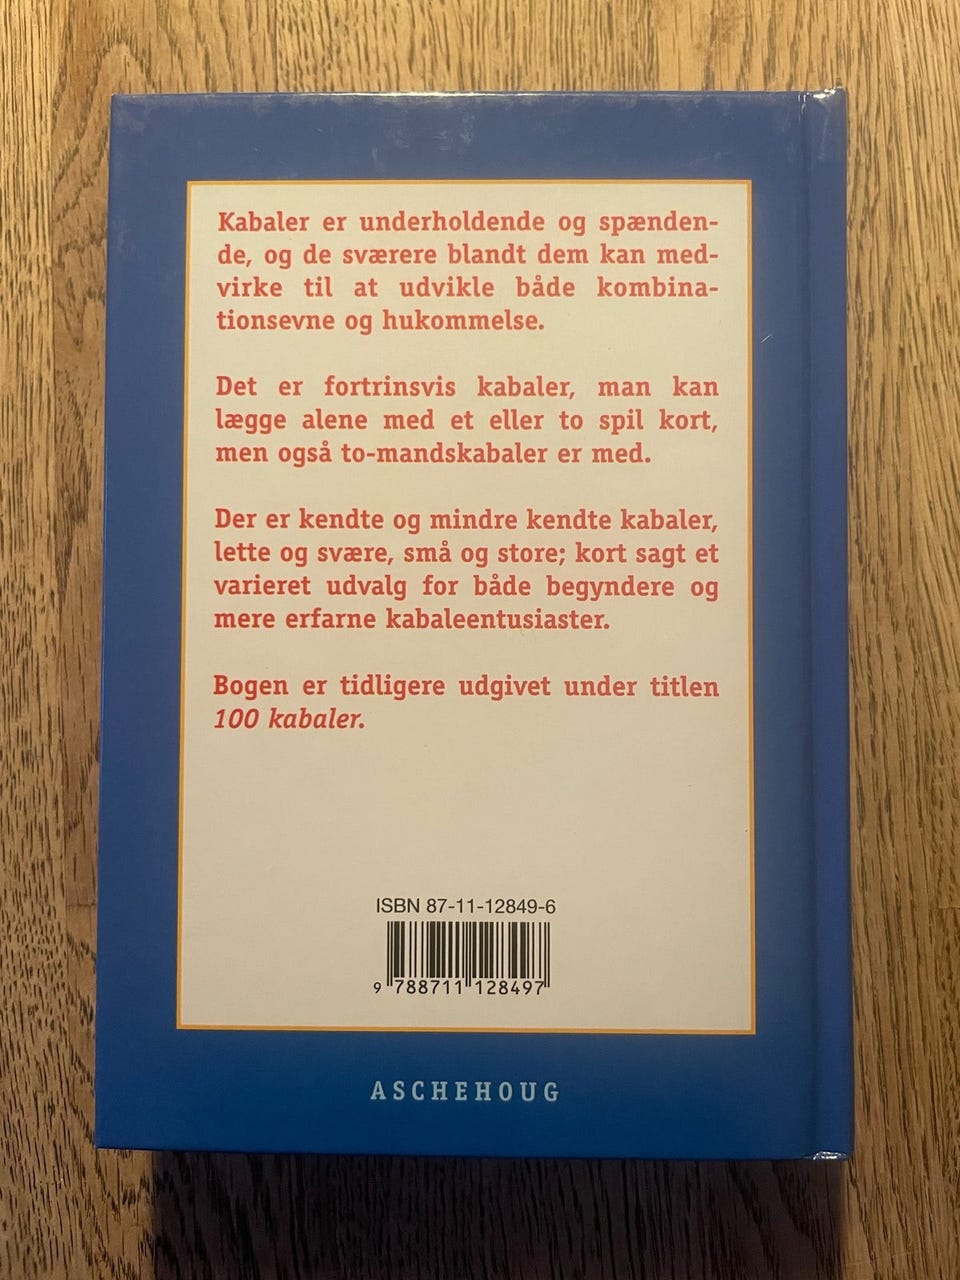 Kabaler er underholdende og spænden-
de, og de sværere blandt dem kan med-
virke til at udvikle både kombina-
tionsevne og hukommelse.
Det er fortrinsvis kabaler, man kan
lægge alene med et eller to spil kort,
men også to-mandskabaler er med.
Der er kendte og mindre kendte kabaler,
lette og svære, små og store; kort sagt et
varieret udvalg for både begyndere og
mere erfarne kabaleentusiaster.
Bogen er tidligere udgivet under titlen
100 kabaler.
ISBN 87-11-12849-6
9 788711 128497
ASCHEHOUG